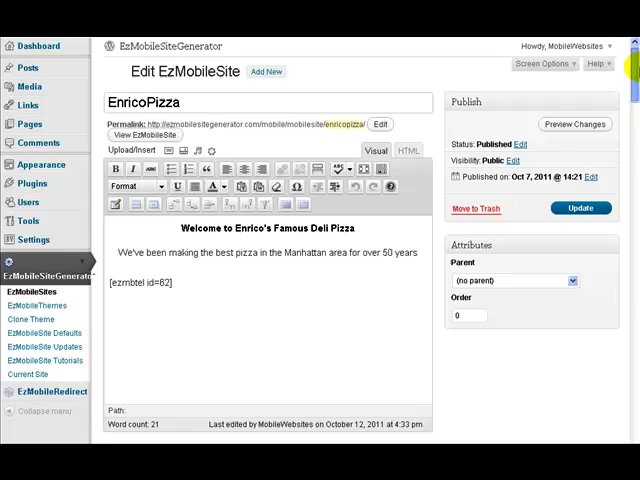 EzMobileSiteGenerator
Howdy, MobileWebsites
Screen Options
Help
Dashboard
Posts
Media
Links
Pages
Comments
Appearance
Plugins
Users
Tools
Settings
EzMobileSiteGenerato
EzMobileSites
EzMobileThemes
Clone Theme
EzMobileSite Defaults
EzMobileSite Updates
EzMobileSite Tutorials
Current Site
EzMobileRedirect
Collapse menu
Edit EzMobileSite
Add New
EnricoPizza
Permalink: http://ezmobilesitegenerator.com/mobile/mobilesite/enricopizza/ Edit
View EzMobileSite
Upload/Insert
Visual
HTML
B I ABC
ABC
Format
U A Ω
Welcome to Enrico's Famous Deli Pizza
We've been making the best pizza in the Manhattan area for over 50 years
[ezmbtel id=62]
Path:
Word count: 21
Last edited by MobileWebsites on October 12, 2011 at 4:33 pm
Publish
Preview Changes
Status: Published Edit
Visibility: Public Edit
Published on: Oct 7, 2011 @ 14:21 Edit
Move to Trash
Update
Attributes
Parent
(no parent)
Order
0